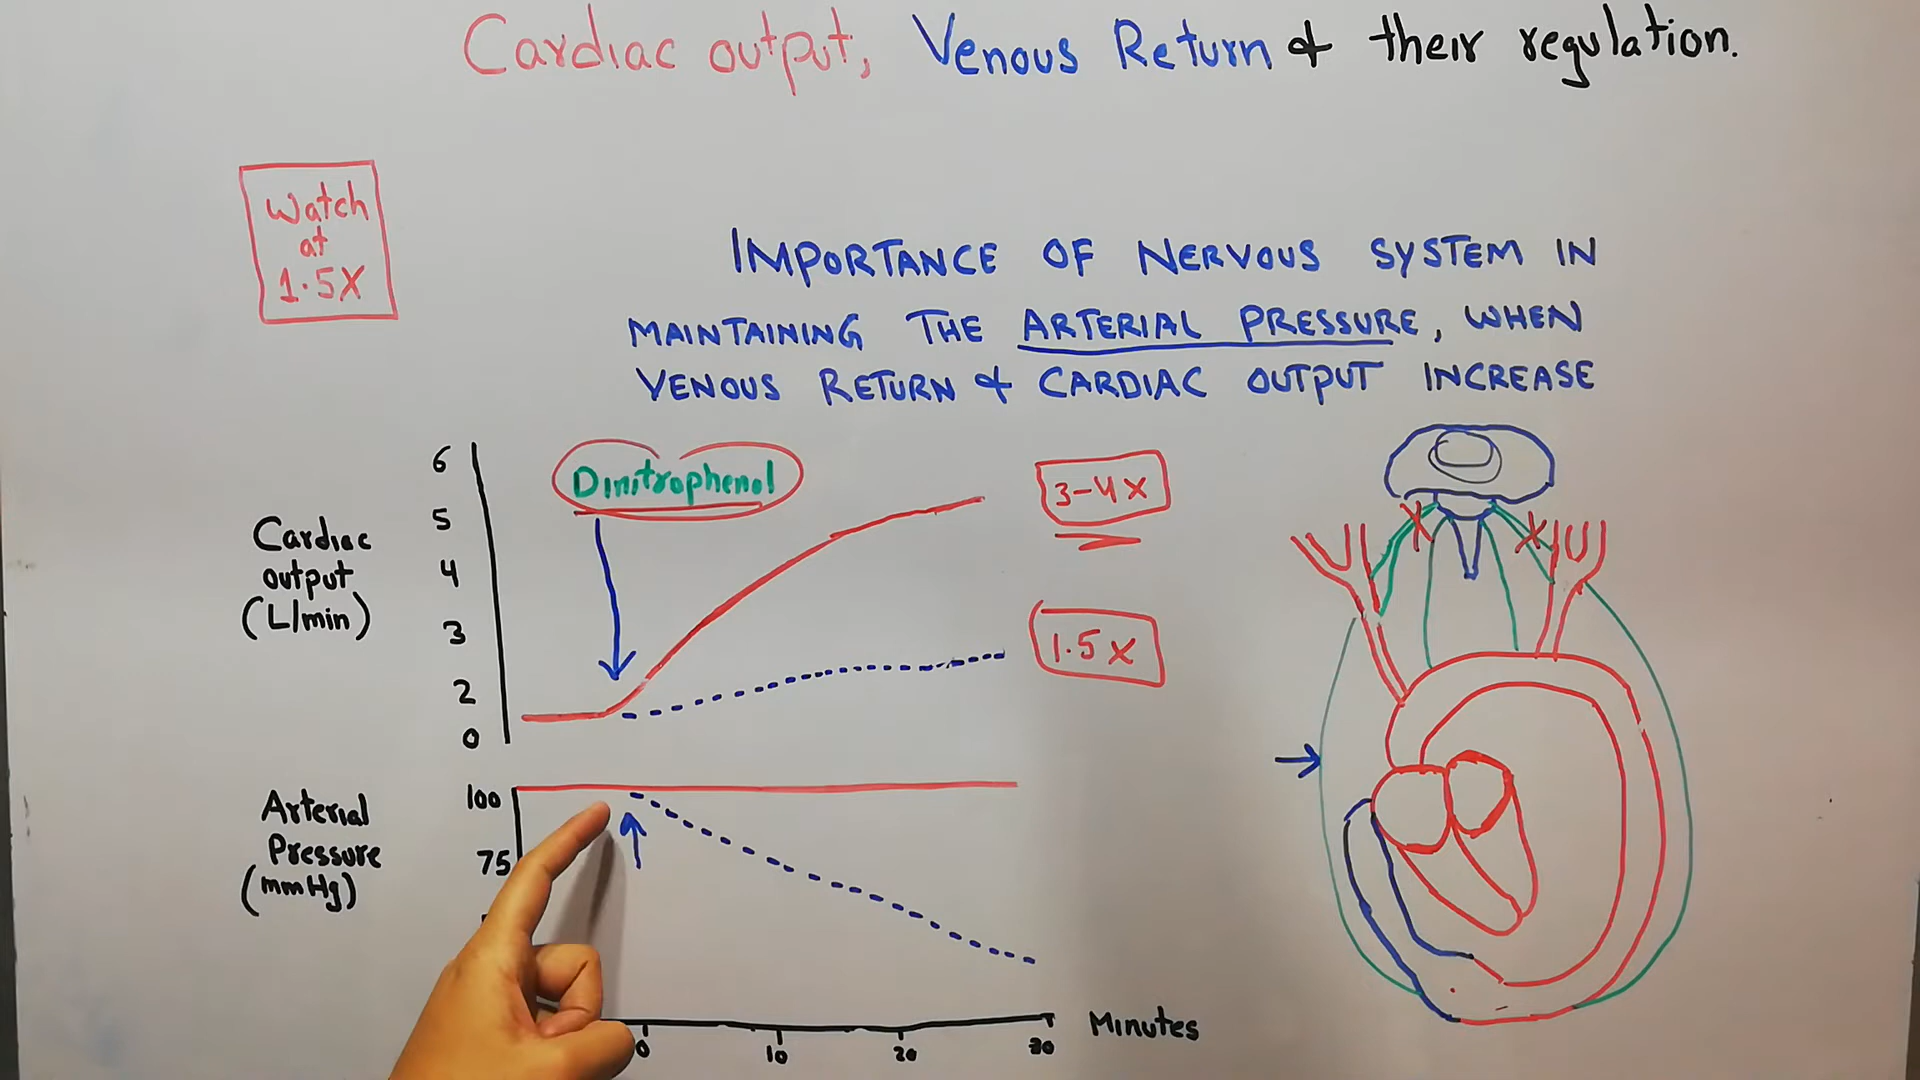 Cardiac output, Venous Return & their regulation.
Watch
at
1.5X
IMPORTANCE OF NERVOUS SYSTEM IN
MAINTAINING THE ARTERIAL PRESSURE, WHEN
VENOUS RETURN & CARDIAC OUTPUT INCREASE
Dinitrophenol
3-4X
1.5X
Cardiac
output
(L/min)
6
5
4
3
2
0
Arterial
Pressure
(mmHg)
100
75
0
10
20
30
Minutes
X
X